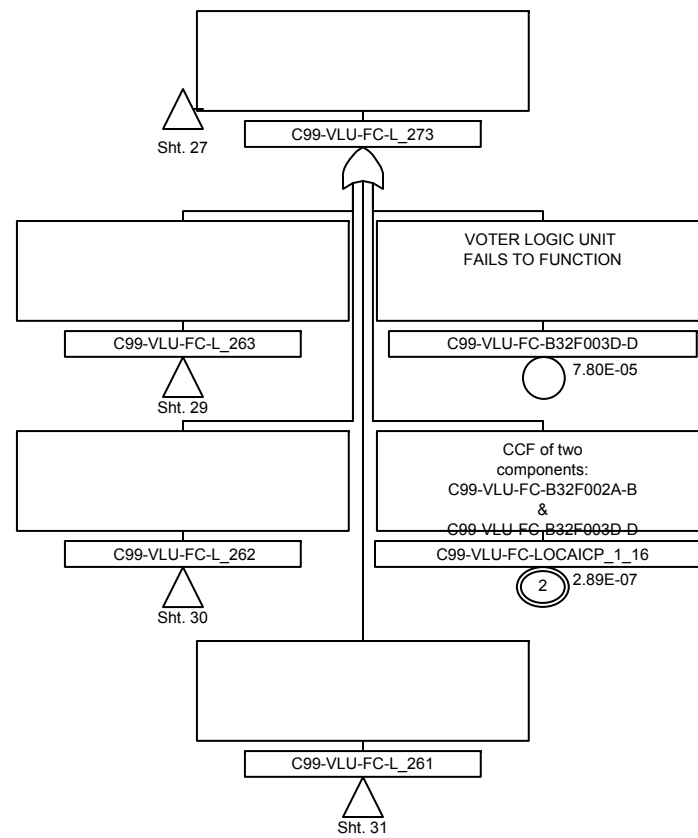 Sht. 27
C99-VLU-FC-L_273
VOTER LOGIC UNIT
FAILS TO FUNCTION
C99-VLU-FC-L_263
C99-VLU-FC-B32F003D-D
Sht. 29
7.80E-05
CCF of two
components:
C99-VLU-FC-B32F002A-B
&
C99-VLU-FC-B32F003D-D
C99-VLU-FC-L_262
C99-VLU-FC-LOCAICP_1_16
Sht. 30
2
2.89E-07
C99-VLU-FC-L_261
Sht. 31